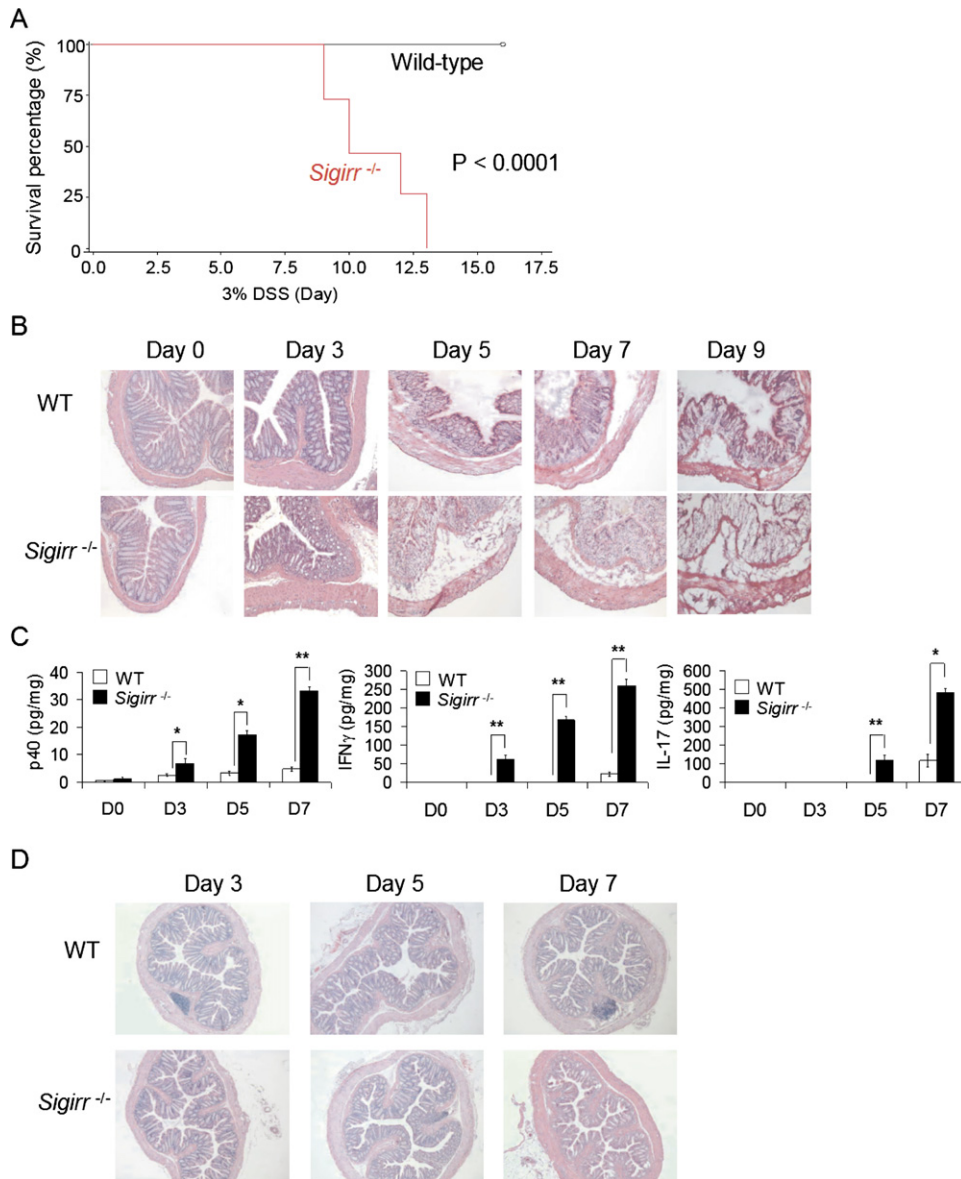 A
100
75
50
25
0
Survival percentage (%)
Wild-type
Sigirr -/-
P < 0.0001
0.0 2.5 5.0 7.5 10.0 12.5 15.0 17.5
3% DSS (Day)
B
Day 0 Day 3 Day 5 Day 7 Day 9
WT
Sigirr -/-
C
p40 (pg/mg)
40
30
20
10
0
WT
Sigirr -/-
* * **
D0 D3 D5 D7
IFNγ (pg/mg)
300
250
200
150
100
50
0
WT
Sigirr -/-
** ** **
D0 D3 D5 D7
IL-17 (pg/mg)
600
500
400
300
200
100
0
WT
Sigirr -/-
** *
D0 D3 D5 D7
D
Day 3 Day 5 Day 7
WT
Sigirr -/-